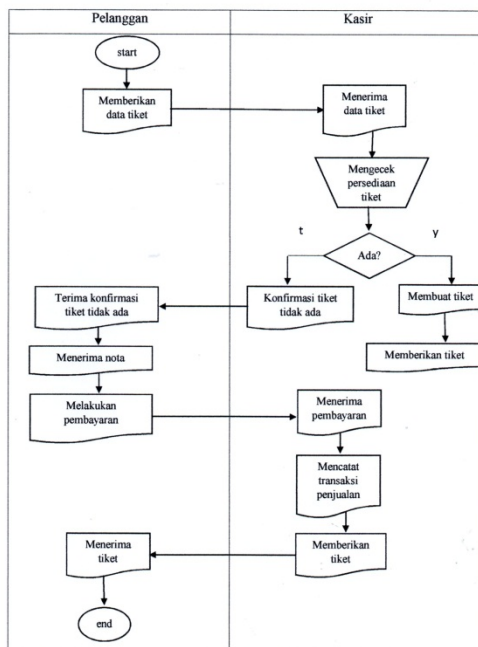 Pelanggan
Kasir
start
Memberikan
data tiket
Menerima
data tiket
Mengecek
persediaan
tiket
t
y
Ada?
Terima konfirmasi
tiket tidak ada
Konfirmasi tiket
tidak ada
Membuat tiket
Menerima nota
Memberikan tiket
Melakukan
pembayaran
Menerima
pembayaran
Mencatat
transaksi
penjualan
Menerima
tiket
Memberikan
tiket
end